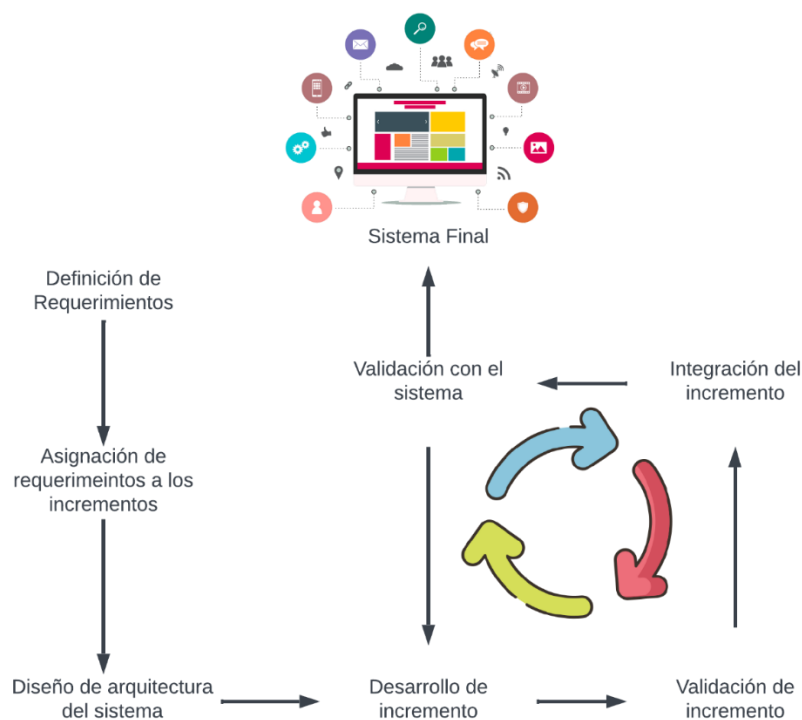 Sistema Final
Definición de
Requerimientos
Validación con el
sistema
Integración del
incremento
Asignación de
requerimeintos a los
incrementos
Diseño de arquitectura
del sistema
Desarrollo de
incremento
Validación de
incremento